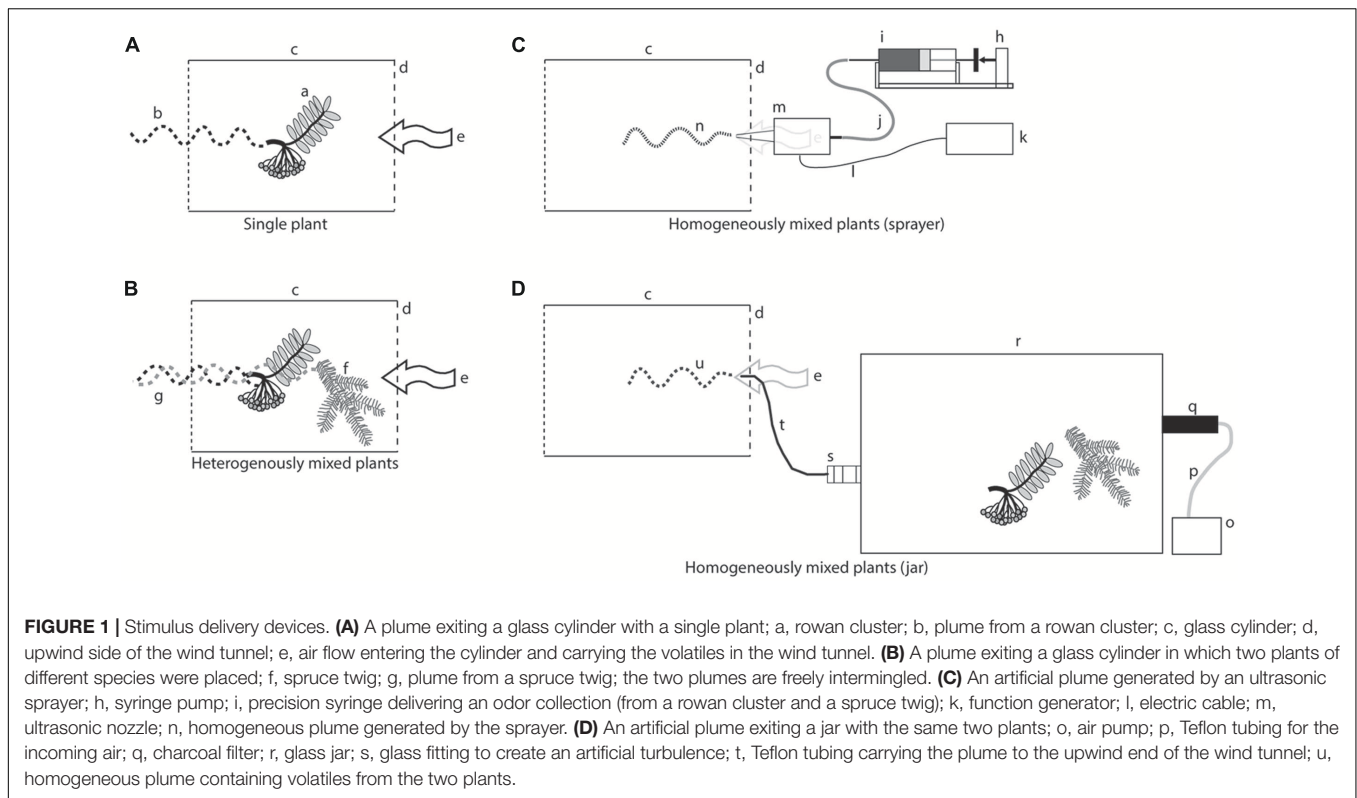 A
c
d
a
b
e
Single plant
C
c
d
i
h
m
n
e
j
k
l
Homogeneously mixed plants (sprayer)
B
c
d
f
e
g
Heterogenously mixed plants
D
c
d
r
u
e
t
q
s
p
o
Homogeneously mixed plants (jar)
FIGURE 1 | Stimulus delivery devices. (A) A plume exiting a glass cylinder with a single plant; a, rowan cluster; b, plume from a rowan cluster; c, glass cylinder; d,
upwind side of the wind tunnel; e, air flow entering the cylinder and carrying the volatiles in the wind tunnel. (B) A plume exiting a glass cylinder in which two plants of
different species were placed; f, spruce twig; g, plume from a spruce twig; the two plumes are freely intermingled. (C) An artificial plume generated by an ultrasonic
sprayer; h, syringe pump; i, precision syringe delivering an odor collection (from a rowan cluster and a spruce twig); k, function generator; l, electric cable; m,
ultrasonic nozzle; n, homogeneous plume generated by the sprayer. (D) An artificial plume exiting a jar with the same two plants; o, air pump; p, Teflon tubing for the
incoming air; q, charcoal filter; r, glass jar; s, glass fitting to create an artificial turbulence; t, Teflon tubing carrying the plume to the upwind end of the wind tunnel; u,
homogeneous plume containing volatiles from the two plants.